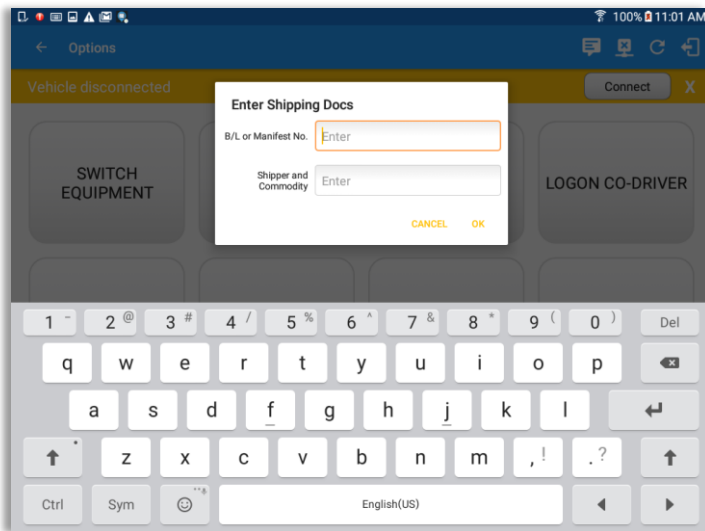 100% 11:01 AM
Options
Vehicle disconnected
Connect X
Enter Shipping Docs
B/L or Manifest No. Enter
Shipper and
Commodity
Enter
CANCEL OK
SWITCH
EQUIPMENT
LOGON CO-DRIVER
1 - 2 @ 3 # 4 / 5 % 6 ^ 7 & 8 * 9 ( 0 ) Del
q w e r t y u i o p
a s d f g h j k l
z x c v b n m , ! . ?
Ctrl Sym English(US)